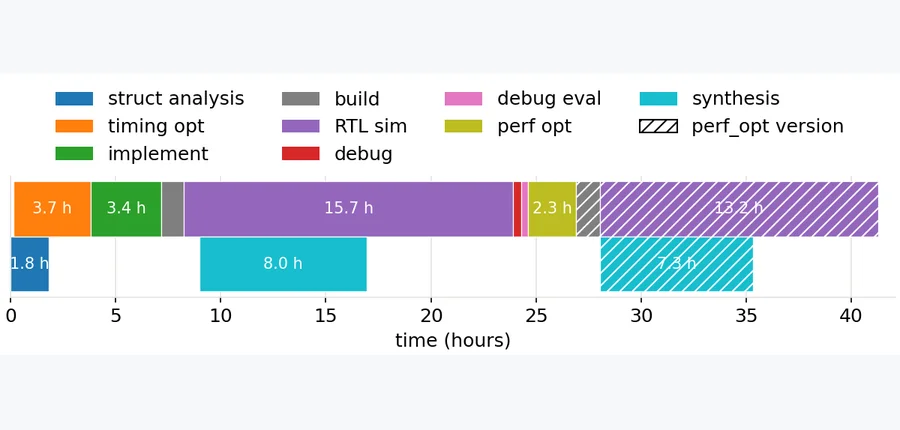 struct analysis build debug eval synthesis
timing opt RTL sim perf opt perf_opt version
implement debug
3.7 h 3.4 h 15.7 h 2.3 h 13.2 h
1.8 h 8.0 h 7.3 h
0 5 10 15 20 25 30 35 40
time (hours)